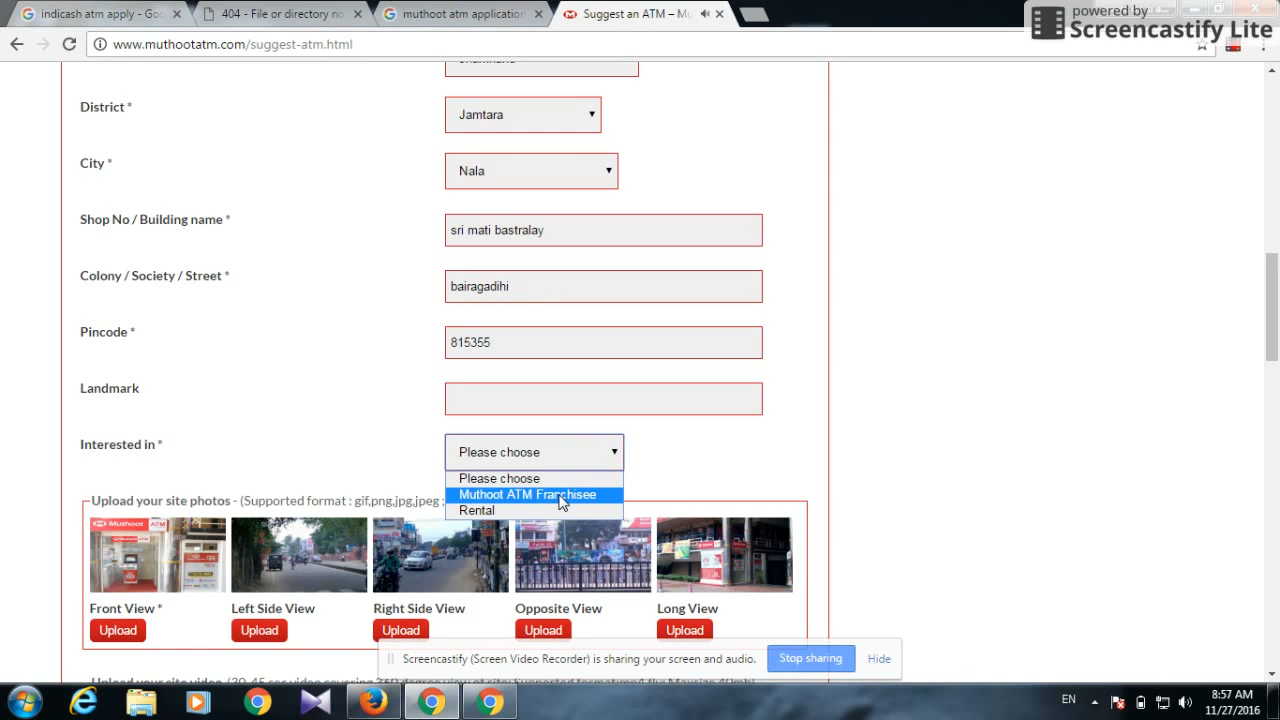 indicash atm apply - Goo
404 - File or directory no
muthoot atm application
Suggest an ATM – Mu
powered by
Screencastify Lite
www.muthootatm.com/suggest-atm.html
District *
Jamtara
City *
Nala
Shop No / Building name *
sri mati bastralay
Colony / Society / Street *
bairagadihi
Pincode *
815355
Landmark
Interested in *
Please choose
Please choose
Muthoot ATM Franchisee
Rental
Upload your site photos - (Supported format : gif,png,jpg,jpeg ;
Muthoot
Front View *
Left Side View
Right Side View
Opposite View
Long View
Upload
Upload
Upload
Upload
Upload
Screencastify (Screen Video Recorder) is sharing your screen and audio.
Stop sharing
Hide
EN
8:57 AM
11/27/2016